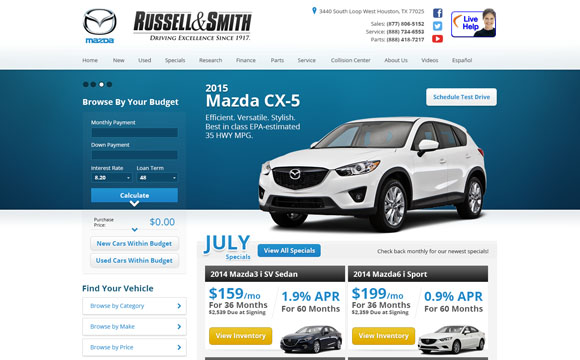 mazda
RUSSELL&SMITH
DRIVING EXCELLENCE SINCE 1917.
3440 South Loop West Houston, TX 77025
Sales: (877) 806-5152
Service: (888) 734-6553
Parts: (888) 418-7217
Live
Help
Home New Used Specials Research Finance Parts Service Collision Center About Us Videos Español
Browse By Your Budget
Monthly Payment
Down Payment
Interest Rate Loan Term
8.20 48
Calculate
Purchase
Price: $0.00
New Cars Within Budget
Used Cars Within Budget
Find Your Vehicle
Browse by Category
Browse by Make
Browse by Price
2015
Mazda CX-5
Efficient. Versatile. Stylish.
Best in class EPA-estimated
35 HWY MPG.
Schedule Test Drive
JULY
Specials
View All Specials
Check back monthly for our newest specials!
2014 Mazda3 i SV Sedan
$159/mo
For 36 Months
$2,539 Due at Signing
1.9% APR
For 60 Months
View Inventory
2014 Mazda6 i Sport
$199/mo
For 36 Months
$2,359 Due at Signing
0.9% APR
For 60 Months
View Inventory